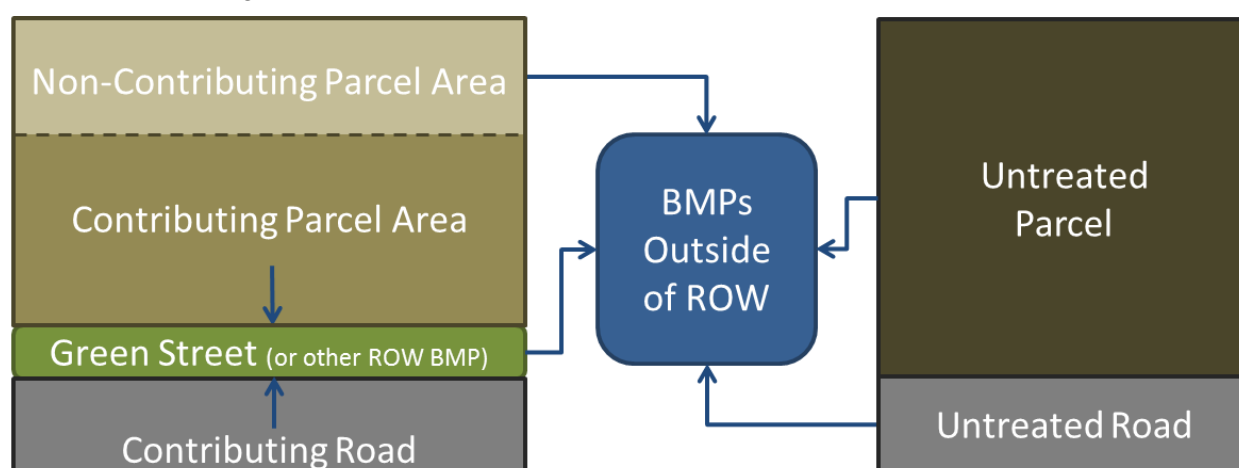 Non-Contributing Parcel Area
Contributing Parcel Area
Green Street (or other ROW BMP)
Contributing Road
BMPs
Outside
of ROW
Untreated
Parcel
Untreated Road